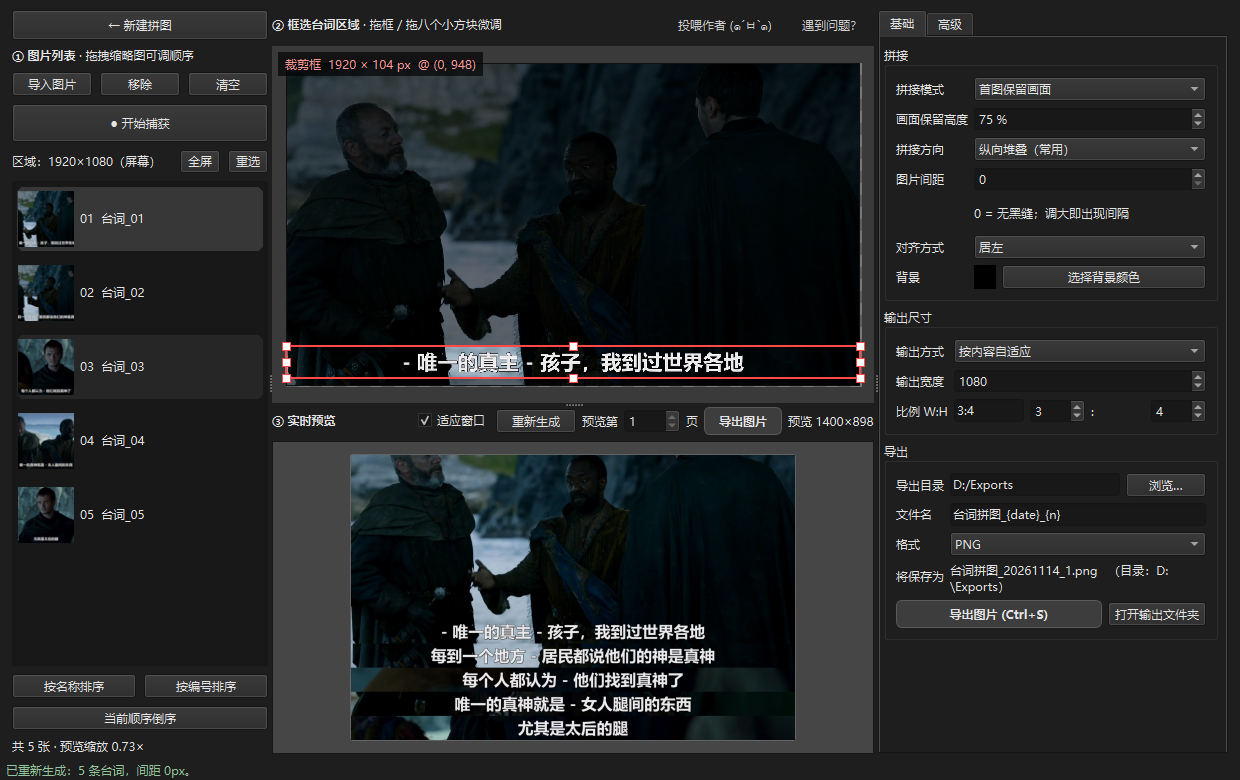 ← 新建拼图
① 图片列表 · 拖拽缩略图可调顺序
导入图片
移除
清空
● 开始捕获
区域：1920×1080（屏幕）
全屏
重选
01 台词_01
02 台词_02
03 台词_03
04 台词_04
05 台词_05
按名称排序
按编号排序
当前顺序倒序
共 5 张 · 预览缩放 0.73×
已重新生成：5 条台词，间距 0px。
② 框选台词区域 · 拖框 / 拖八个小方块微调
投喂作者 (๑´ㅂ`๑)
遇到问题?
裁剪框 1920 × 104 px @ (0, 948)
- 唯一的真主 - 孩子，我到过世界各地
③ 实时预览
适应窗口
重新生成
预览第 1 页
导出图片
预览 1400×898
- 唯一的真主 - 孩子，我到过世界各地
每到一个地方 - 居民都说他们的神是真神
每个人都认为 - 他们找到真神了
唯一的真神就是 - 女人腿间的东西
尤其是太后的腿
基础
高级
拼接
拼接模式 首图保留画面
画面保留高度 75 %
拼接方向 纵向堆叠（常用）
图片间距 0
0 = 无黑缝；调大即出现间隔
对齐方式 居左
背景 选择背景颜色
输出尺寸
输出方式 按内容自适应
输出宽度 1080
比例 W:H 3:4 3 : 4
导出
导出目录 D:/Exports 浏览...
文件名 台词拼图_{date}_{n}
格式 PNG
将保存为 台词拼图_20261114_1.png （目录：D:
\Exports）
导出图片 (Ctrl+S)
打开输出文件夹